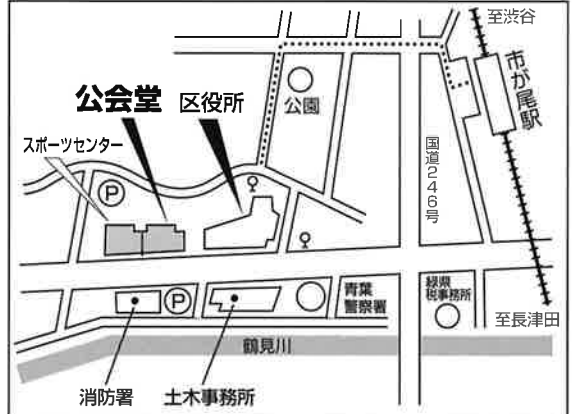 至渋谷
市が尾駅
公会堂 区役所
公園
スポーツセンター
国道246号
P
青葉
警察署
緑県
税事務所
P
至長津田
鶴見川
消防署
土木事務所